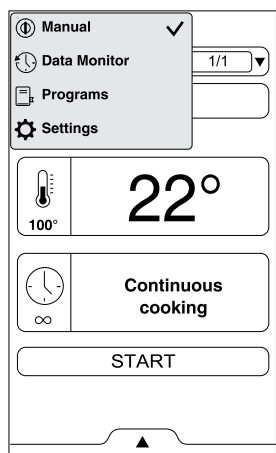 Manual
Data Monitor
1/1
Programs
Settings
22°
100°
Continuous
cooking
∞
START